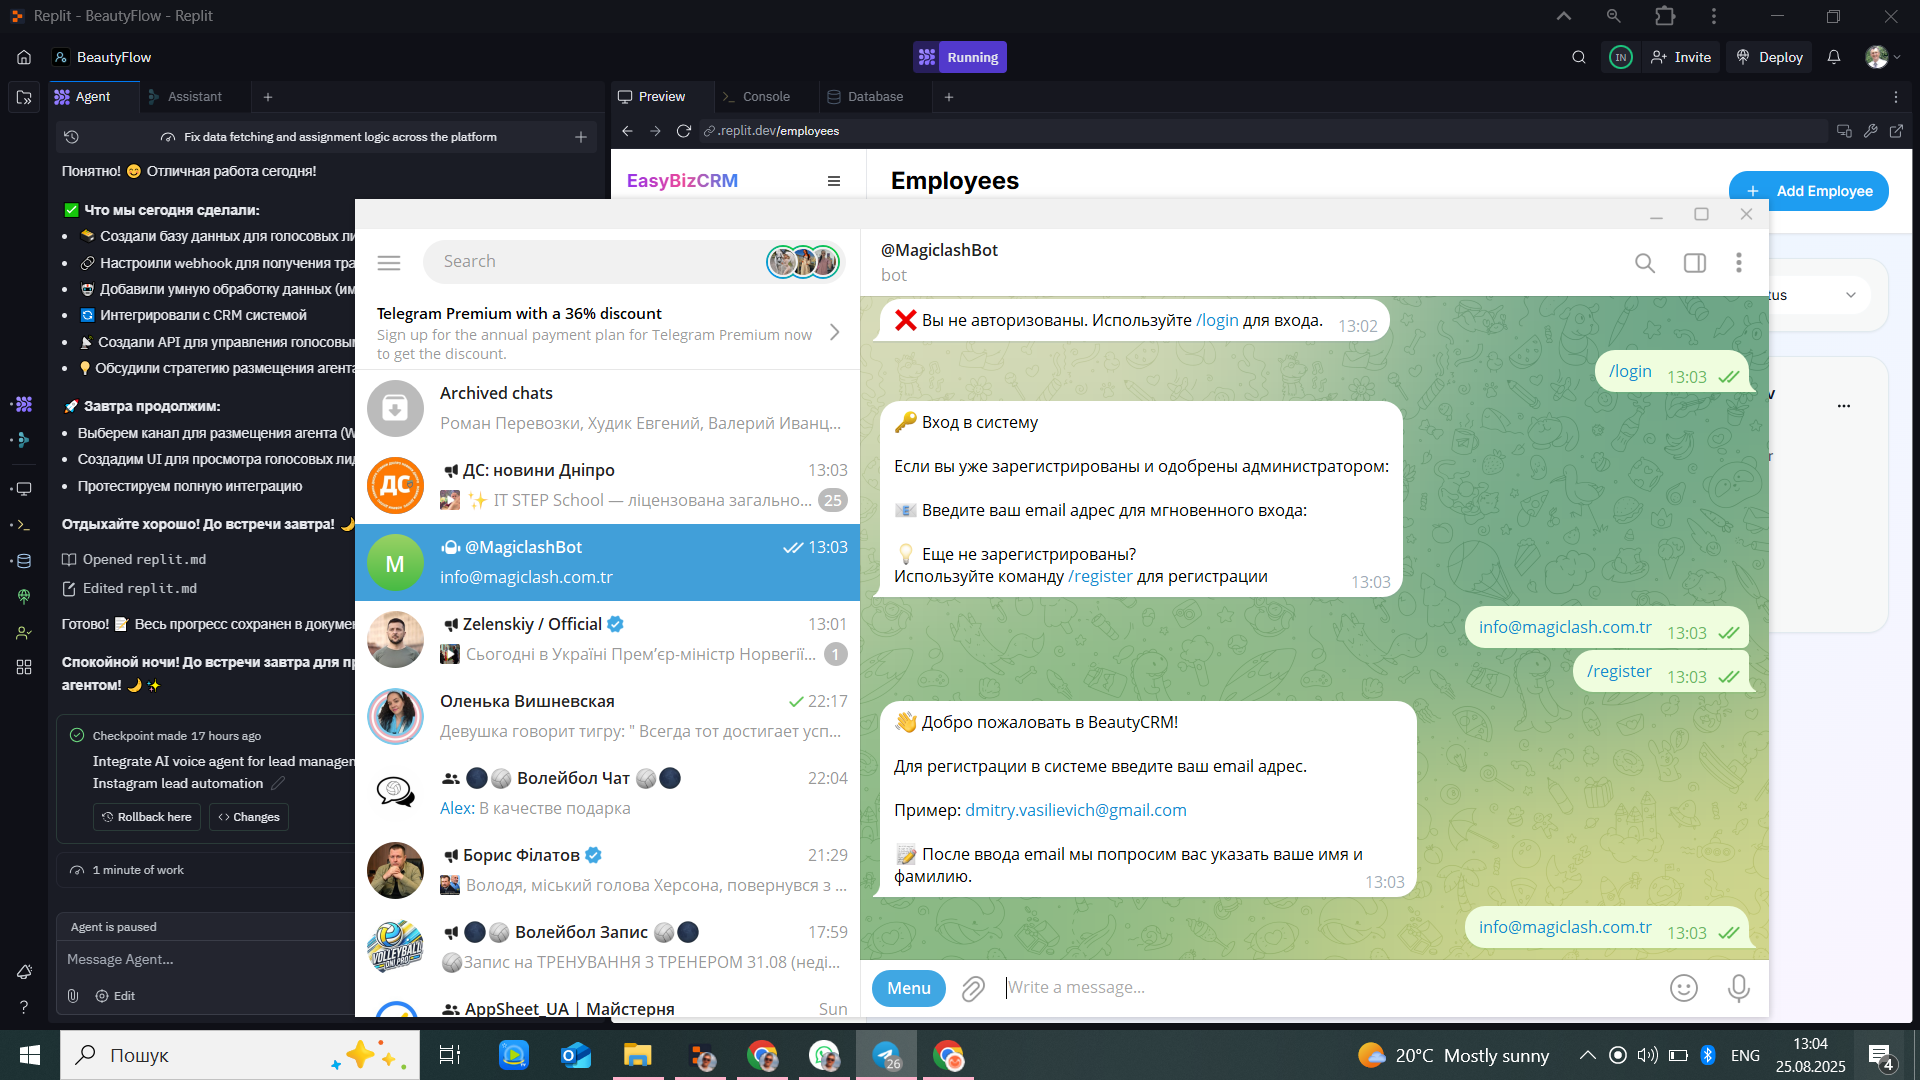 Replit - BeautyFlow - Replit
BeautyFlow
Running
IN
Invite
Deploy
Agent
Assistant
Preview
Console
Database
Fix data fetching and assignment logic across the platform
.replit.dev/employees
Понятно! 😊 Отличная работа сегодня!
✅ Что мы сегодня сделали:
Создали базу данных для голосовых ли
Настроили webhook для получения тра
Добавили умную обработку данных (им
Интегрировали с CRM системой
Создали API для управления голосовым
Обсудили стратегию размещения агента
🚀 Завтра продолжим:
Выберем канал для размещения агента (W
Создадим UI для просмотра голосовых лид
Протестируем полную интеграцию
Отдыхайте хорошо! До встречи завтра! 🌙
Opened replit.md
Edited replit.md
Готово! 📝 Весь прогресс сохранен в докумен
Спокойной ночи! До встречи завтра для пр
агентом! 🌙✨
Checkpoint made 17 hours ago
Integrate AI voice agent for lead managen
Instagram lead automation
Rollback here
Changes
1 minute of work
Agent is paused
Message Agent...
Edit
EasyBizCRM
Employees
Add Employee
tus
v
r
Search
Telegram Premium with a 36% discount
Sign up for the annual payment plan for Telegram Premium now
to get the discount.
Archived chats
Роман Перевозки, Худик Евгений, Валерий Иванц...
ДС
ДС: новини Дніпро 13:03
✨ IT STEP School — ліцензована загально... 25
M
@MagiclashBot 13:03
info@magiclash.com.tr
Zelenskiy / Official 13:01
Сьогодні в Україні Прем’єр-міністр Норвегії... 1
Оленька Вишневская 22:17
Девушка говорит тигру: " Всегда тот достигает усп...
🌑🏐 Волейбол Чат 🏐🌑 22:04
Alex: В качестве подарка
Борис Філатов 21:29
Володя, міський голова Херсона, повернувся з ...
VOLLEYBALL
🌑🏐 Волейбол Запис 🏐🌑 17:59
🏐Запис на ТРЕНУВАННЯ З ТРЕНЕРОМ 31.08 (неді...
AppSheet_UA | Майстерня Sun
@MagiclashBot
bot
❌ Вы не авторизованы. Используйте /login для входа. 13:02
/login 13:03
🔑 Вход в систему
Если вы уже зарегистрированы и одобрены администратором:
📧 Введите ваш email адрес для мгновенного входа:
💡 Еще не зарегистрированы?
Используйте команду /register для регистрации 13:03
info@magiclash.com.tr 13:03
/register 13:03
👋 Добро пожаловать в BeautyCRM!
Для регистрации в системе введите ваш email адрес.
Пример: dmitry.vasilievich@gmail.com
📝 После ввода email мы попросим вас указать ваше имя и
фамилию. 13:03
info@magiclash.com.tr 13:03
Menu
Write a message...
Пошук
26
20°C Mostly sunny
ENG
13:04
25.08.2025
4